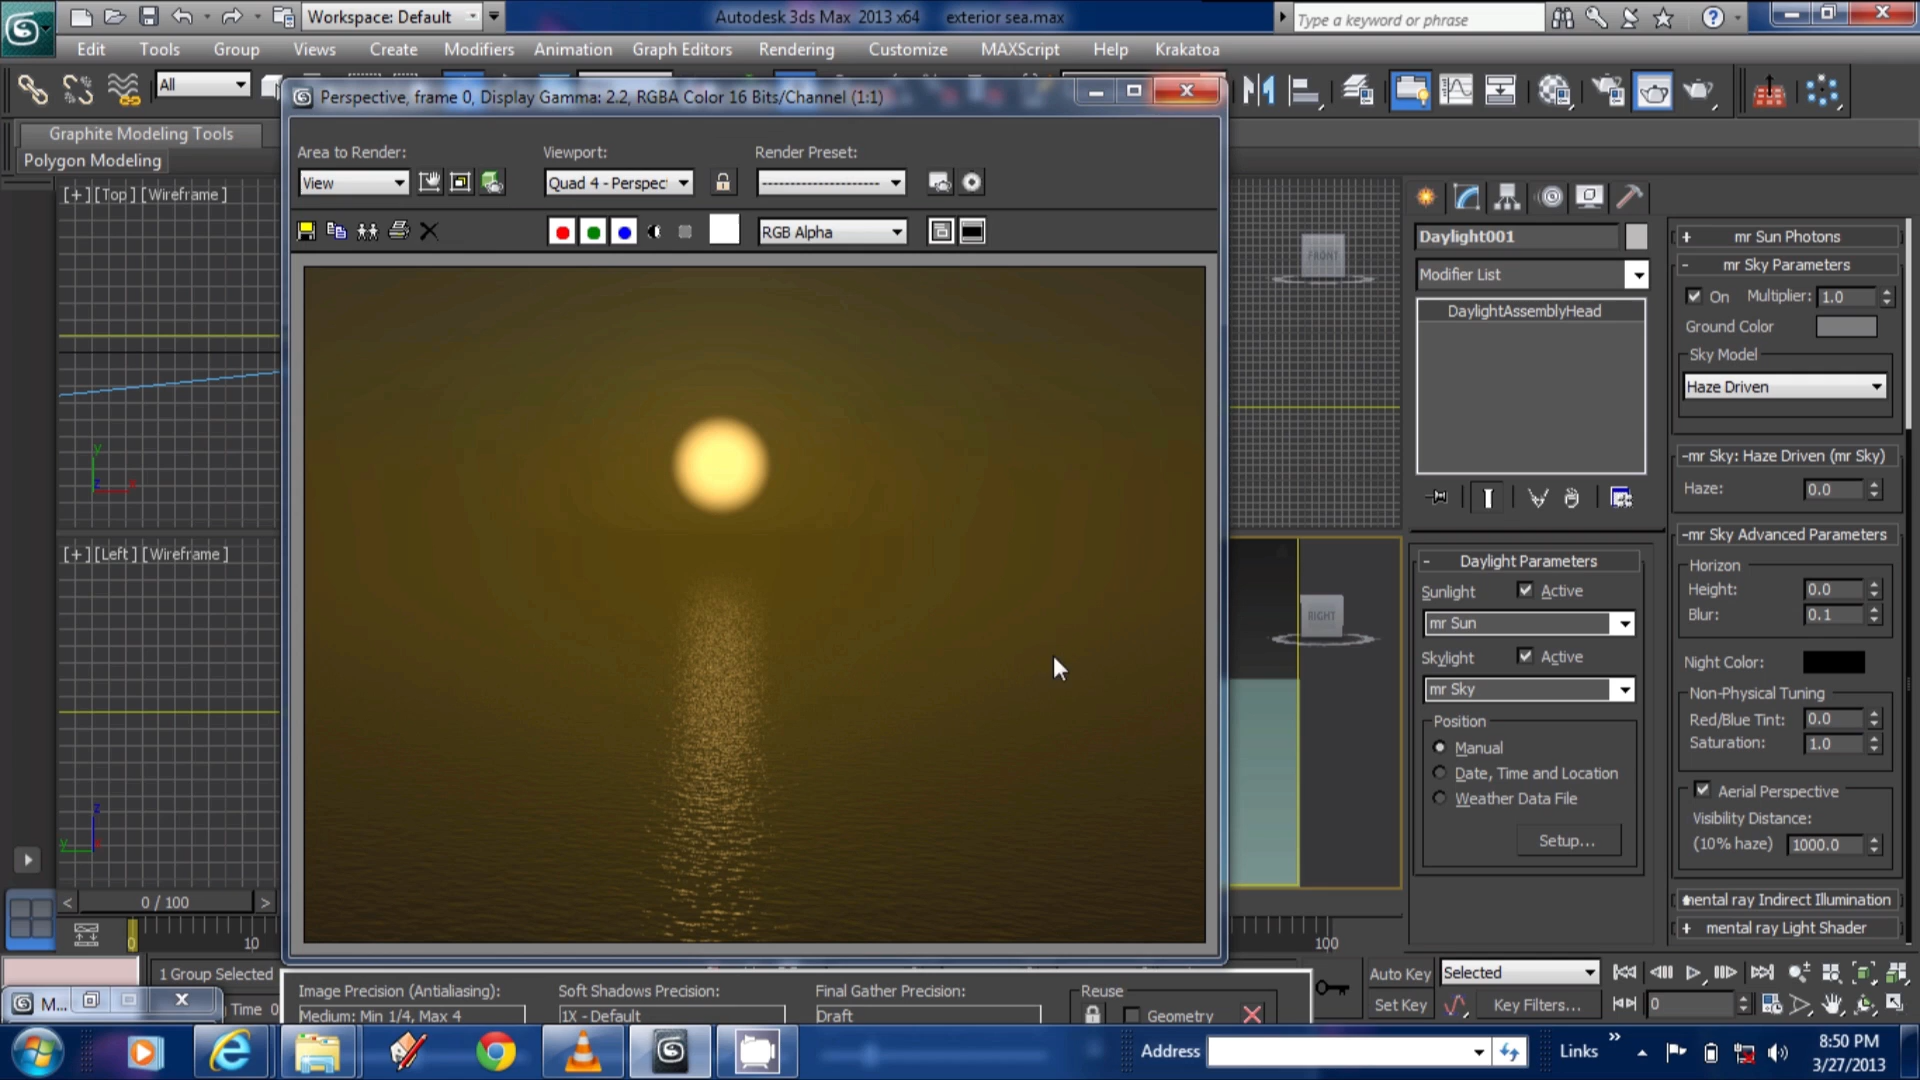 Workspace: Default
Autodesk 3ds Max 2013 x64 exterior sea.max
Type a keyword or phrase
Edit Tools Group Views Create Modifiers Animation Graph Editors Rendering Customize MAXScript Help Krakatoa
All
Perspective, frame 0, Display Gamma: 2.2, RGBA Color 16 Bits/Channel (1:1)
Graphite Modeling Tools
Polygon Modeling
Area to Render:
Viewport:
Render Preset:
View
Quad 4 - Perspec
RGB Alpha
[+] [Top] [Wireframe]
FRONT
y
x
z
[+] [Left] [Wireframe]
RIGHT
z
y
Daylight001
Modifier List
DaylightAssemblyHead
- Daylight Parameters
Sunlight Active
mr Sun
Skylight Active
mr Sky
Position
Manual
Date, Time and Location
Weather Data File
Setup...
+ mr Sun Photons
- mr Sky Parameters
On Multiplier: 1.0
Ground Color
Sky Model
Haze Driven
-mr Sky: Haze Driven (mr Sky)
Haze: 0.0
-mr Sky Advanced Parameters
Horizon
Height: 0.0
Blur: 0.1
Night Color:
Non-Physical Tuning
Red/Blue Tint: 0.0
Saturation: 1.0
Aerial Perspective
Visibility Distance:
(10% haze) 1000.0
mental ray Indirect Illumination
+ mental ray Light Shader
< 0 / 100 >
0 10 100
1 Group Selected
Time 0
M...
Image Precision (Antialiasing):
Medium: Min 1/4, Max 4
Soft Shadows Precision:
1X - Default
Final Gather Precision:
Draft
Reuse
Geometry
Auto Key Selected
Set Key Key Filters... 0
Address
Links »
8:50 PM
3/27/2013